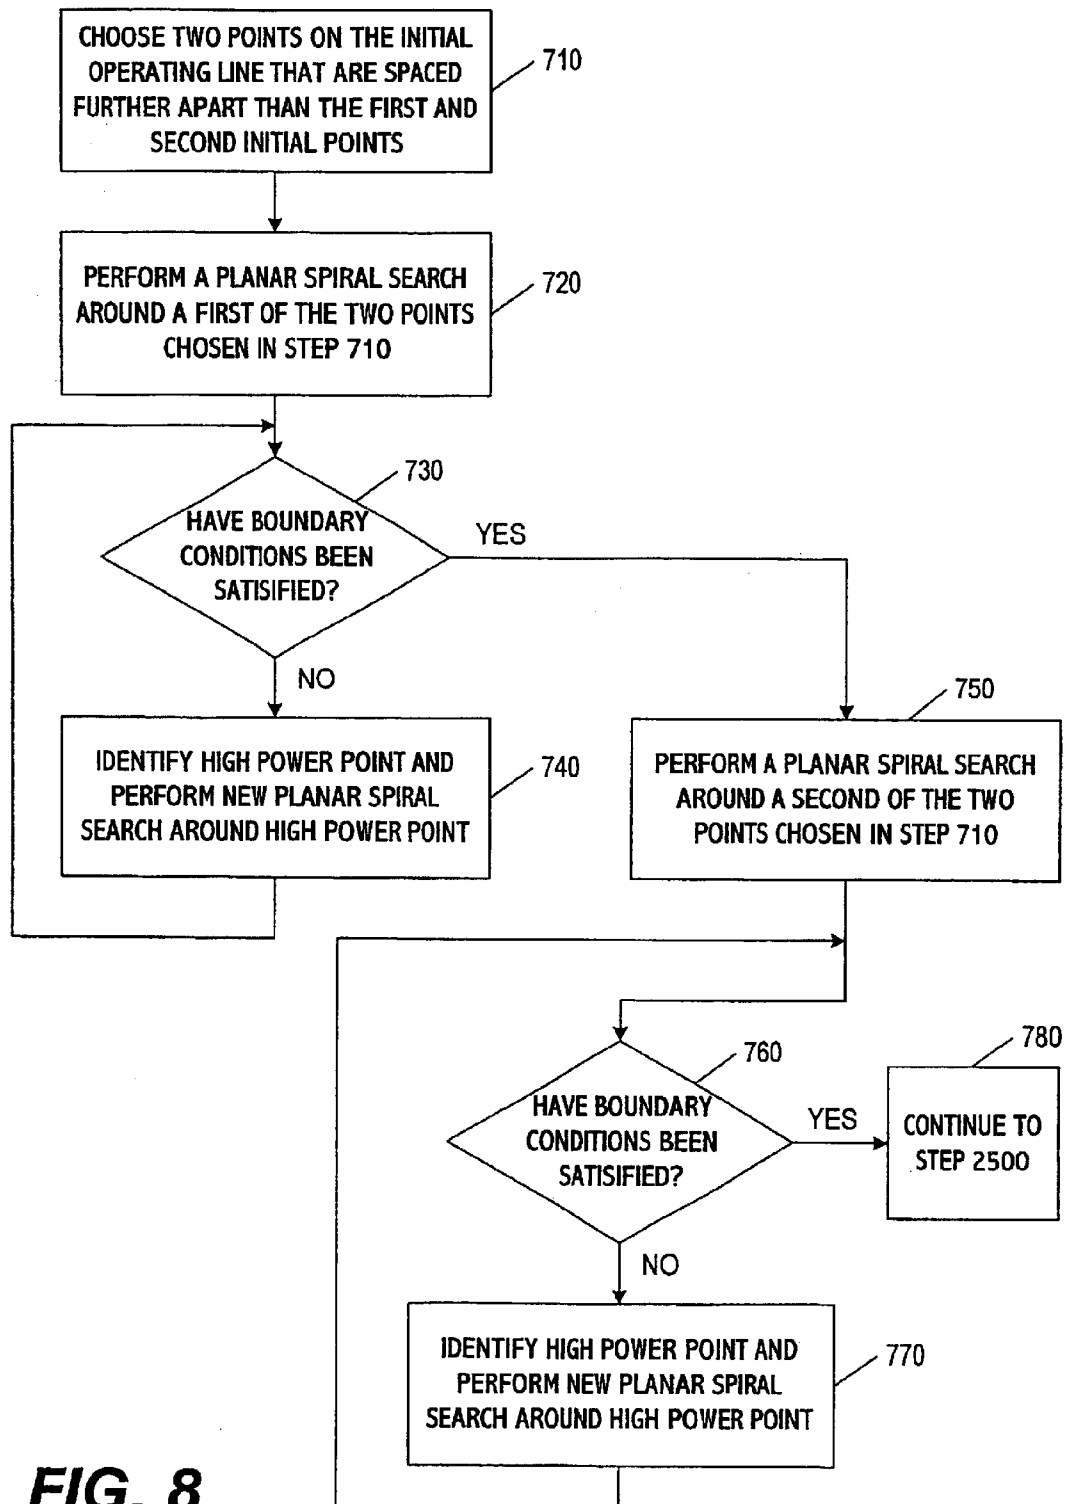 CHOOSE TWO POINTS ON THE INITIAL
OPERATING LINE THAT ARE SPACED
FURTHER APART THAN THE FIRST AND
SECOND INITIAL POINTS
710
PERFORM A PLANAR SPIRAL SEARCH
AROUND A FIRST OF THE TWO POINTS
CHOSEN IN STEP 710
720
730
HAVE BOUNDARY
CONDITIONS BEEN
SATISIFIED?
YES
NO
IDENTIFY HIGH POWER POINT AND
PERFORM NEW PLANAR SPIRAL
SEARCH AROUND HIGH POWER POINT
740
750
PERFORM A PLANAR SPIRAL SEARCH
AROUND A SECOND OF THE TWO
POINTS CHOSEN IN STEP 710
760
HAVE BOUNDARY
CONDITIONS BEEN
SATISIFIED?
YES
780
CONTINUE TO
STEP 2500
NO
IDENTIFY HIGH POWER POINT AND
PERFORM NEW PLANAR SPIRAL
SEARCH AROUND HIGH POWER POINT
770
FIG. 8